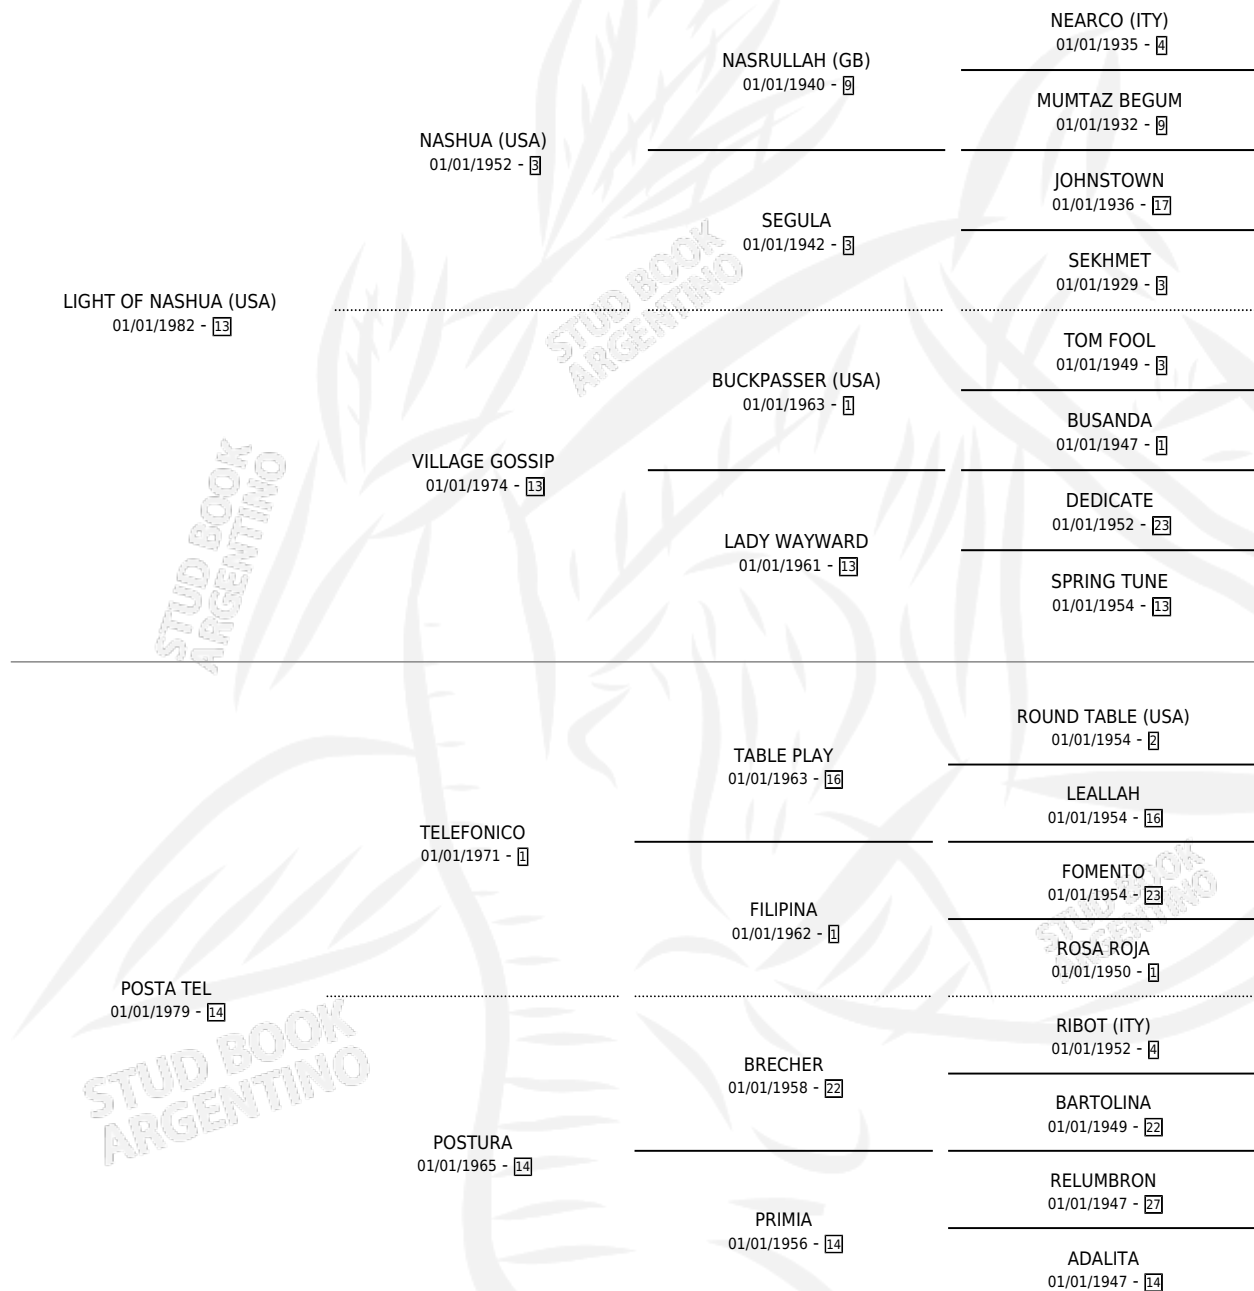 NEARCO (ITY)
01/01/1935 - 4
NASRULLAH (GB)
01/01/1940 - 9
MUMTAZ BEGUM
01/01/1932 - 9
NASHUA (USA)
01/01/1952 - 3
JOHNSTOWN
01/01/1936 - 17
SEGULA
01/01/1942 - 3
SEKHMET
01/01/1929 - 3
LIGHT OF NASHUA (USA)
01/01/1982 - 13
TOM FOOL
01/01/1949 - 3
BUCKPASSER (USA)
01/01/1963 - 1
BUSANDA
01/01/1947 - 1
VILLAGE GOSSIP
01/01/1974 - 13
DEDICATE
01/01/1952 - 23
LADY WAYWARD
01/01/1961 - 13
SPRING TUNE
01/01/1954 - 13
ROUND TABLE (USA)
01/01/1954 - 2
TABLE PLAY
01/01/1963 - 16
LEALLAH
01/01/1954 - 16
TELEFONICO
01/01/1971 - 1
FOMENTO
01/01/1954 - 23
FILIPINA
01/01/1962 - 1
ROSA ROJA
01/01/1950 - 1
POSTA TEL
01/01/1979 - 14
RIBOT (ITY)
01/01/1952 - 4
BRECHER
01/01/1958 - 22
BARTOLINA
01/01/1949 - 22
POSTURA
01/01/1965 - 14
RELUMBRON
01/01/1947 - 27
PRIMIA
01/01/1956 - 14
ADALITA
01/01/1947 - 14
STUD BOOK
ARGENTINO
STUD BOOK
ARGENTINO
STUD BOOK
ARGENTINO
STUD BOOK
ARGENTINO